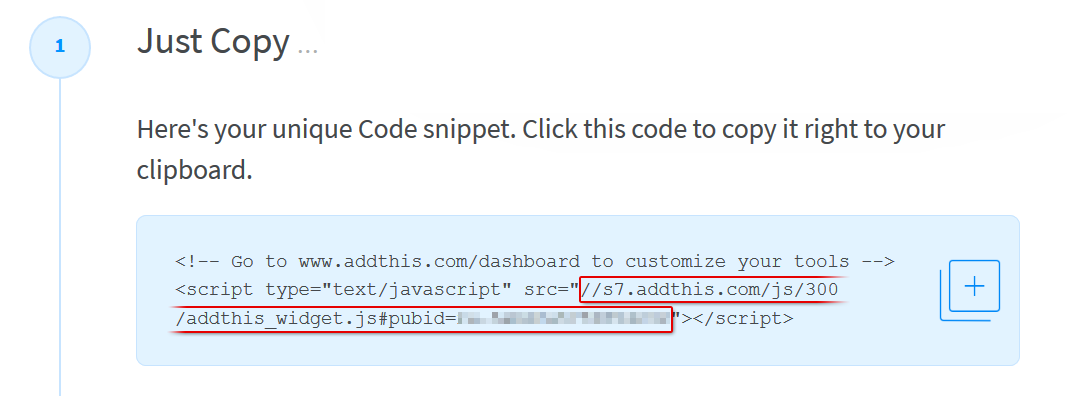 1
Just Copy ...
Here's your unique Code snippet. Click this code to copy it right to your
clipboard.
<!-- Go to www.addthis.com/dashboard to customize your tools -->
<script type="text/javascript" src="//s7.addthis.com/js/300
/addthis_widget.js#pubid="></script>